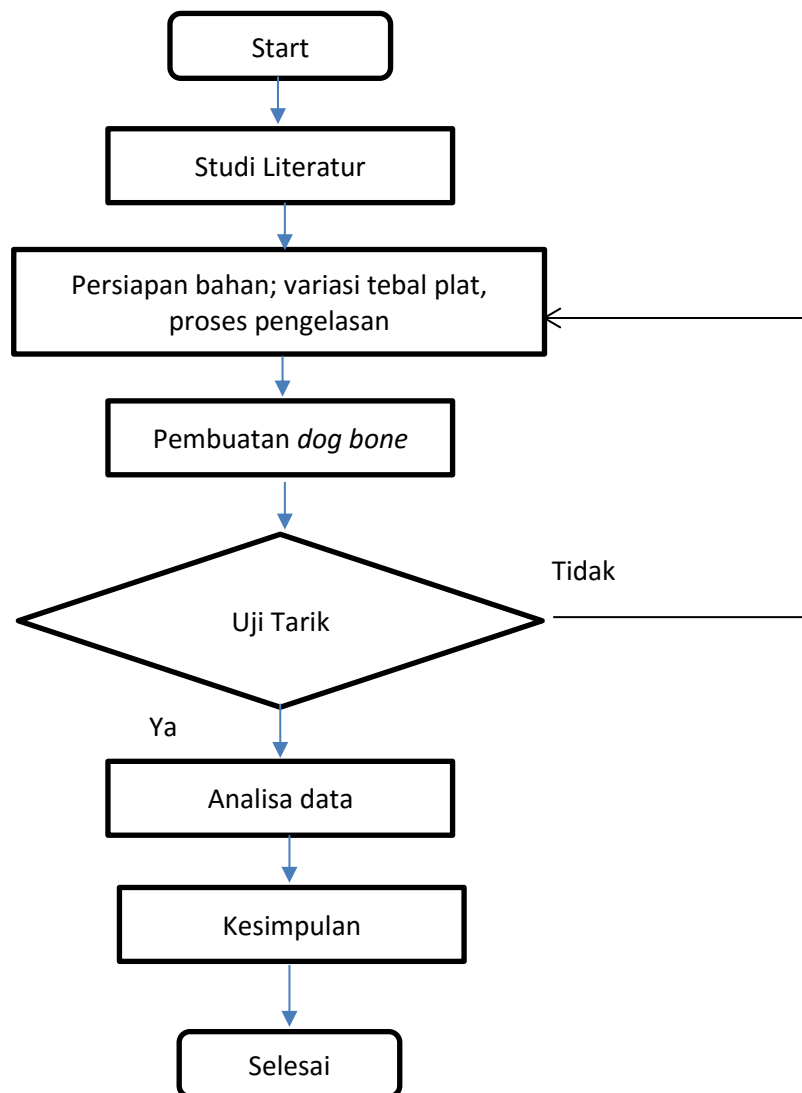 Start
Studi Literatur
Persiapan bahan; variasi tebal plat,
proses pengelasan
Pembuatan dog bone
Tidak
Uji Tarik
Ya
Analisa data
Kesimpulan
Selesai